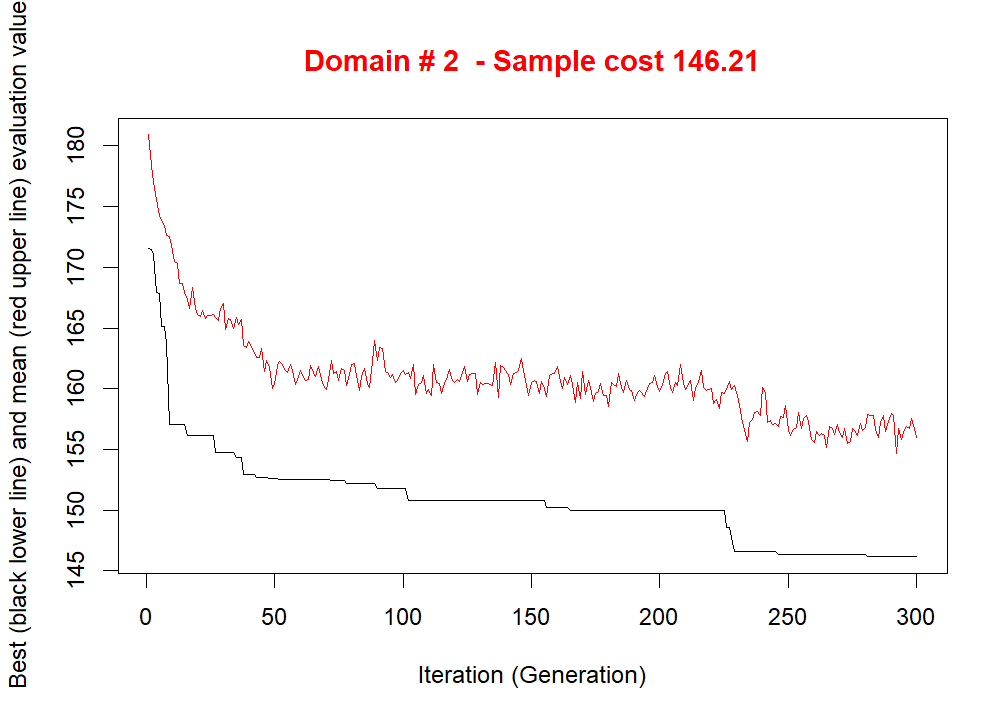 Domain # 2  - Sample cost 146.21
Best (black lower line) and mean (red upper line) evaluation value
180
175
170
165
160
155
150
145
0 50 100 150 200 250 300
Iteration (Generation)